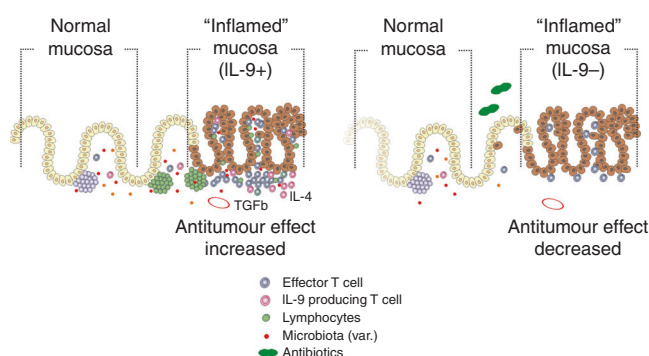 Normal
mucosa
“Inflamed”
mucosa
(IL-9+)
Normal
mucosa
“Inflamed”
mucosa
(IL-9–)
IL-4
TGFb
Antitumour effect
increased
Antitumour effect
decreased
Effector T cell
IL-9 producing T cell
Lymphocytes
Microbiota (var.)
Antibiotics